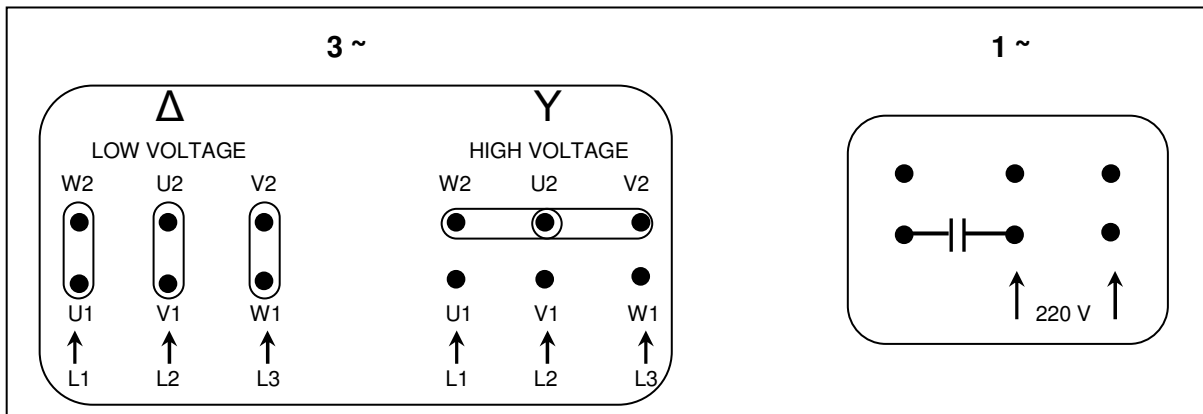 3 ~ 1 ~
Δ Y
LOW VOLTAGE HIGH VOLTAGE
W2 U2 V2 W2 U2 V2
U1 V1 W1 U1 V1 W1
220 V
L1 L2 L3 L1 L2 L3